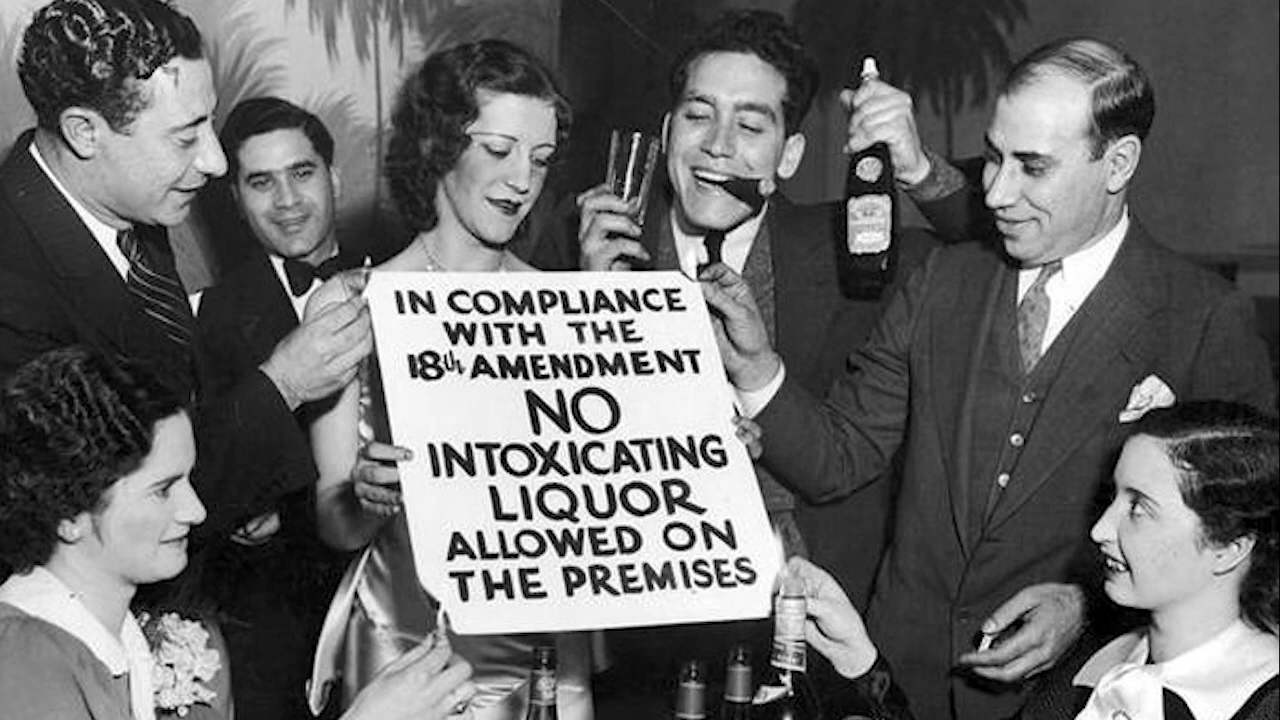 IN COMPLIANCE
WITH THE
18th AMENDMENT
NO
INTOXICATING
LIQUOR
ALLOWED ON
THE PREMISES